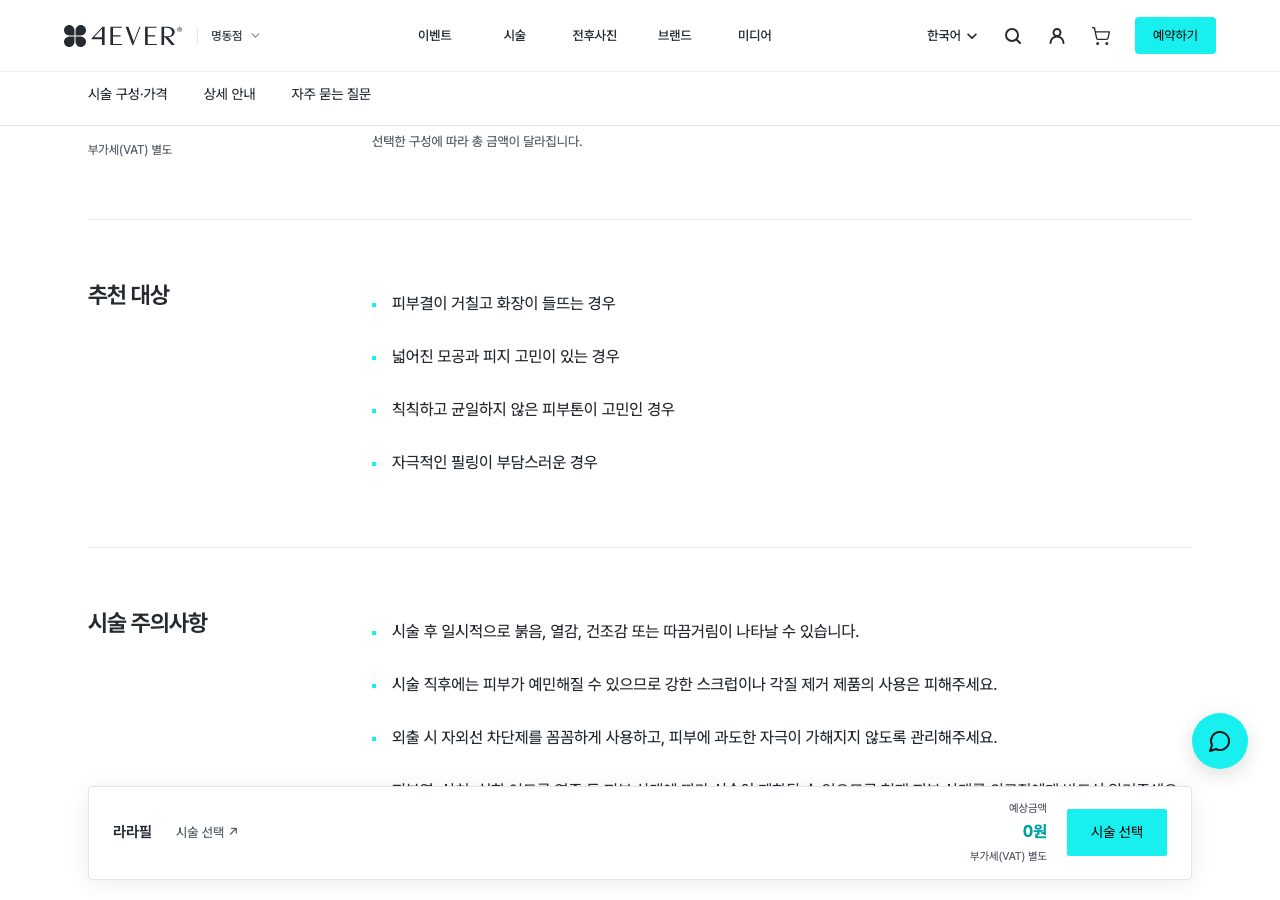 4EVER®
명동점
이벤트
시술
전후사진
브랜드
미디어
한국어
예약하기
시술 구성·가격
상세 안내
자주 묻는 질문
선택한 구성에 따라 총 금액이 달라집니다.
부가세(VAT) 별도
추천 대상
피부결이 거칠고 화장이 들뜨는 경우
넓어진 모공과 피지 고민이 있는 경우
칙칙하고 균일하지 않은 피부톤이 고민인 경우
자극적인 필링이 부담스러운 경우
시술 주의사항
시술 후 일시적으로 붉음, 열감, 건조감 또는 따끔거림이 나타날 수 있습니다.
시술 직후에는 피부가 예민해질 수 있으므로 강한 스크럽이나 각질 제거 제품의 사용은 피해주세요.
외출 시 자외선 차단제를 꼼꼼하게 사용하고, 피부에 과도한 자극이 가해지지 않도록 관리해주세요.
라라필
시술 선택 ↗
예상금액
0원
부가세(VAT) 별도
시술 선택